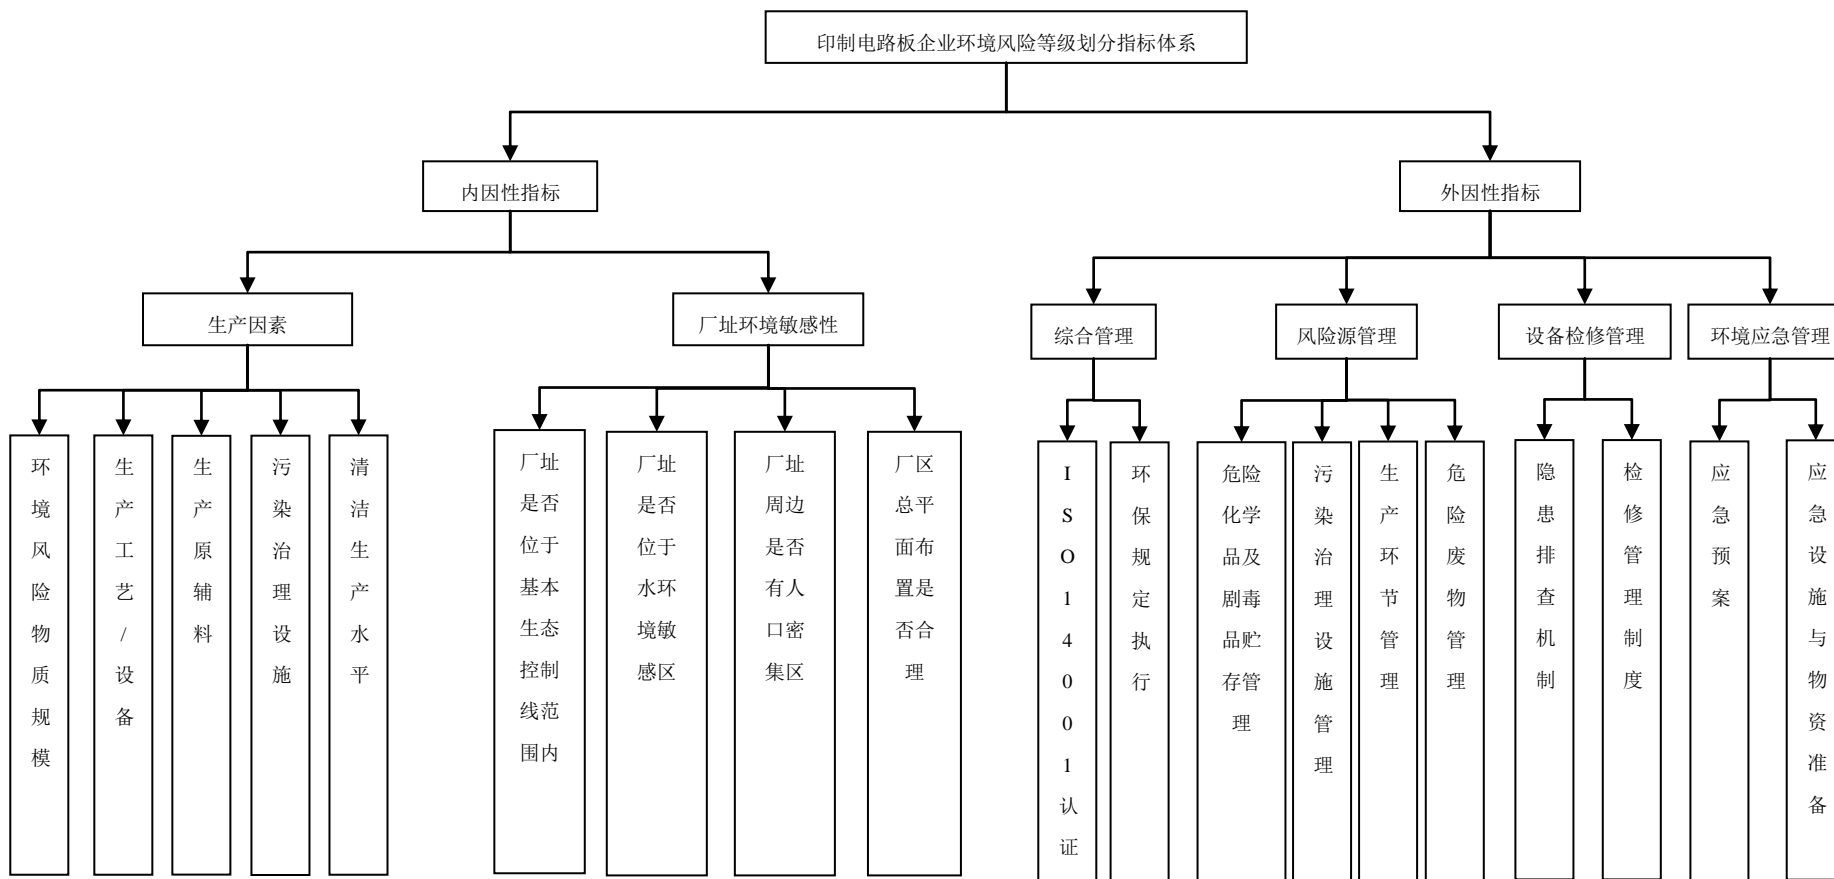 印制电路板企业环境风险等级划分指标体系
内因性指标
外因性指标
生产因素
厂址环境敏感性
综合管理
风险源管理
设备检修管理
环境应急管理
环境风险物质规模
生产工艺/设备
生产原辅料
污染治理设施
清洁生产水平
厂址
是否
位于
基本
生态
控制
线范
围内
厂址
是否
位于
水环
境敏
感区
厂址
周边
是否
有人
口密
集区
厂区
总平
面布
置是
否合
理
ISO14001认证
环保规定执行
危险
化学
品及
剧毒
品贮
存管
理
污染治理设施管理
生产环节管理
危险废物管理
隐患排查机制
检修管理制度
应急预案
应急设施与物资准备